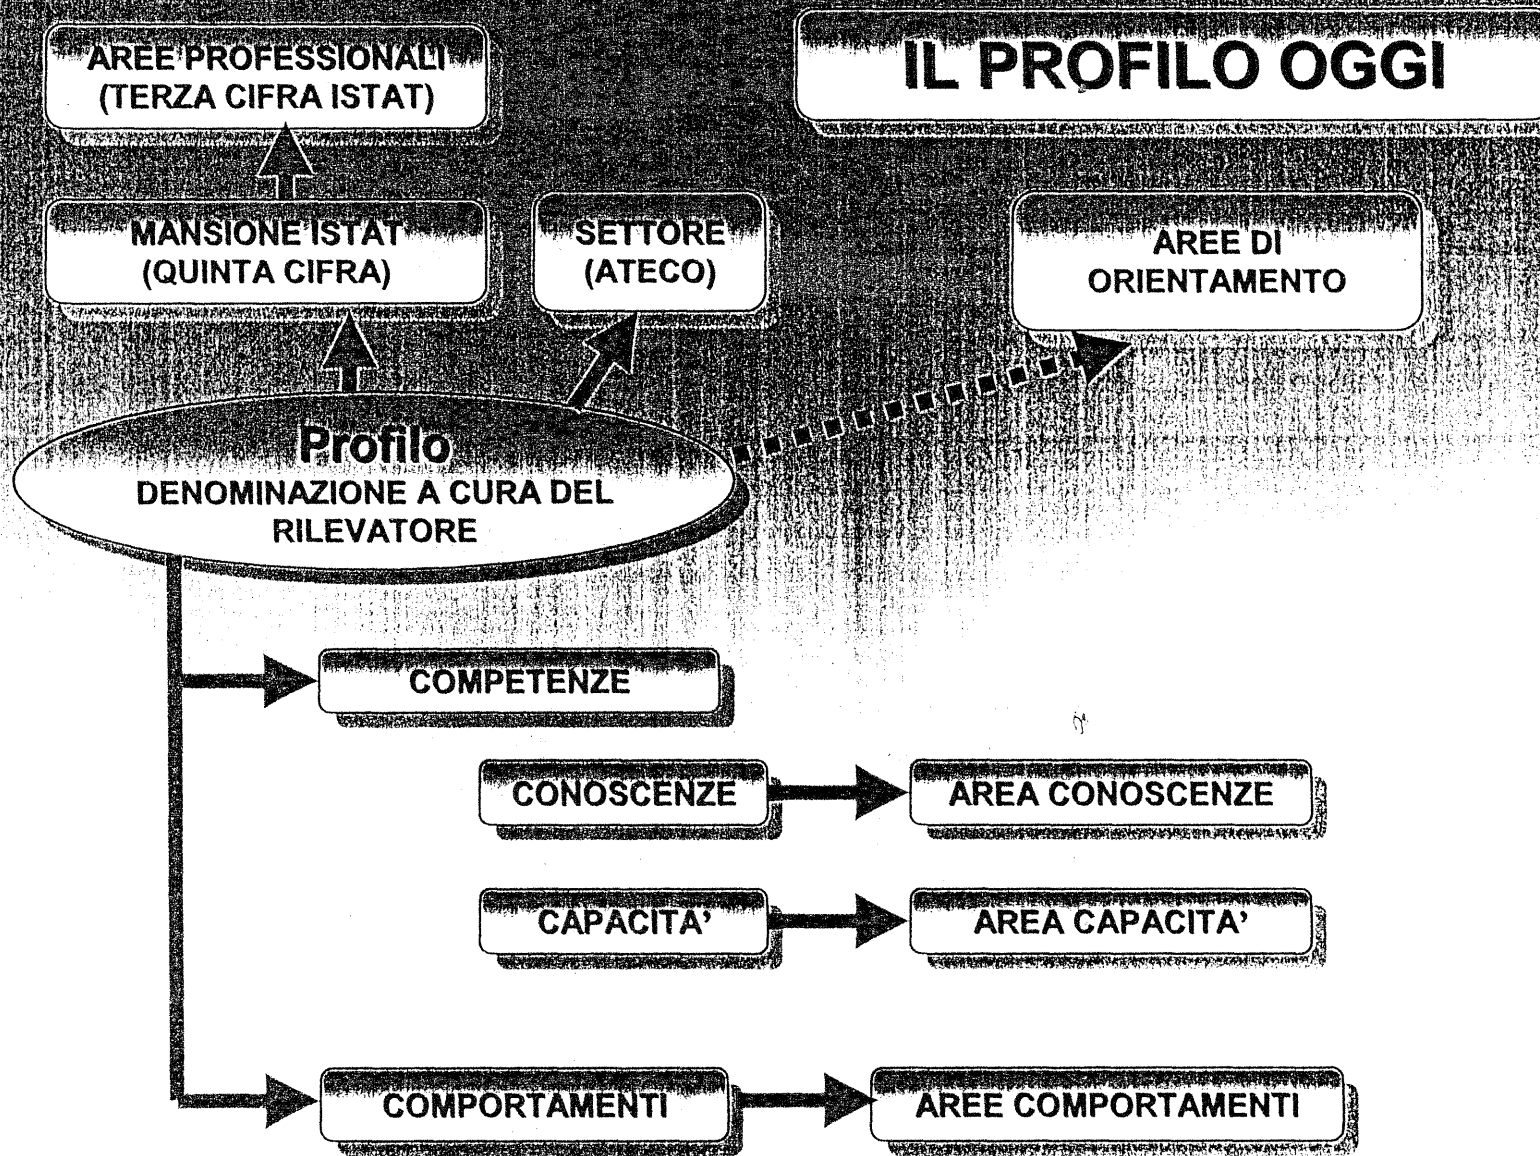 IL PROFILO OGGI
AREE PROFESSIONALI
(TERZA CIFRA ISTAT)
MANSIONE ISTAT
(QUINTA CIFRA)
SETTORE
(ATECO)
AREE DI
ORIENTAMENTO
Profilo
DENOMINAZIONE A CURA DEL
RILEVATORE
COMPETENZE
CONOSCENZE
AREA CONOSCENZE
CAPACITA'
AREA CAPACITA'
COMPORTAMENTI
AREE COMPORTAMENTI